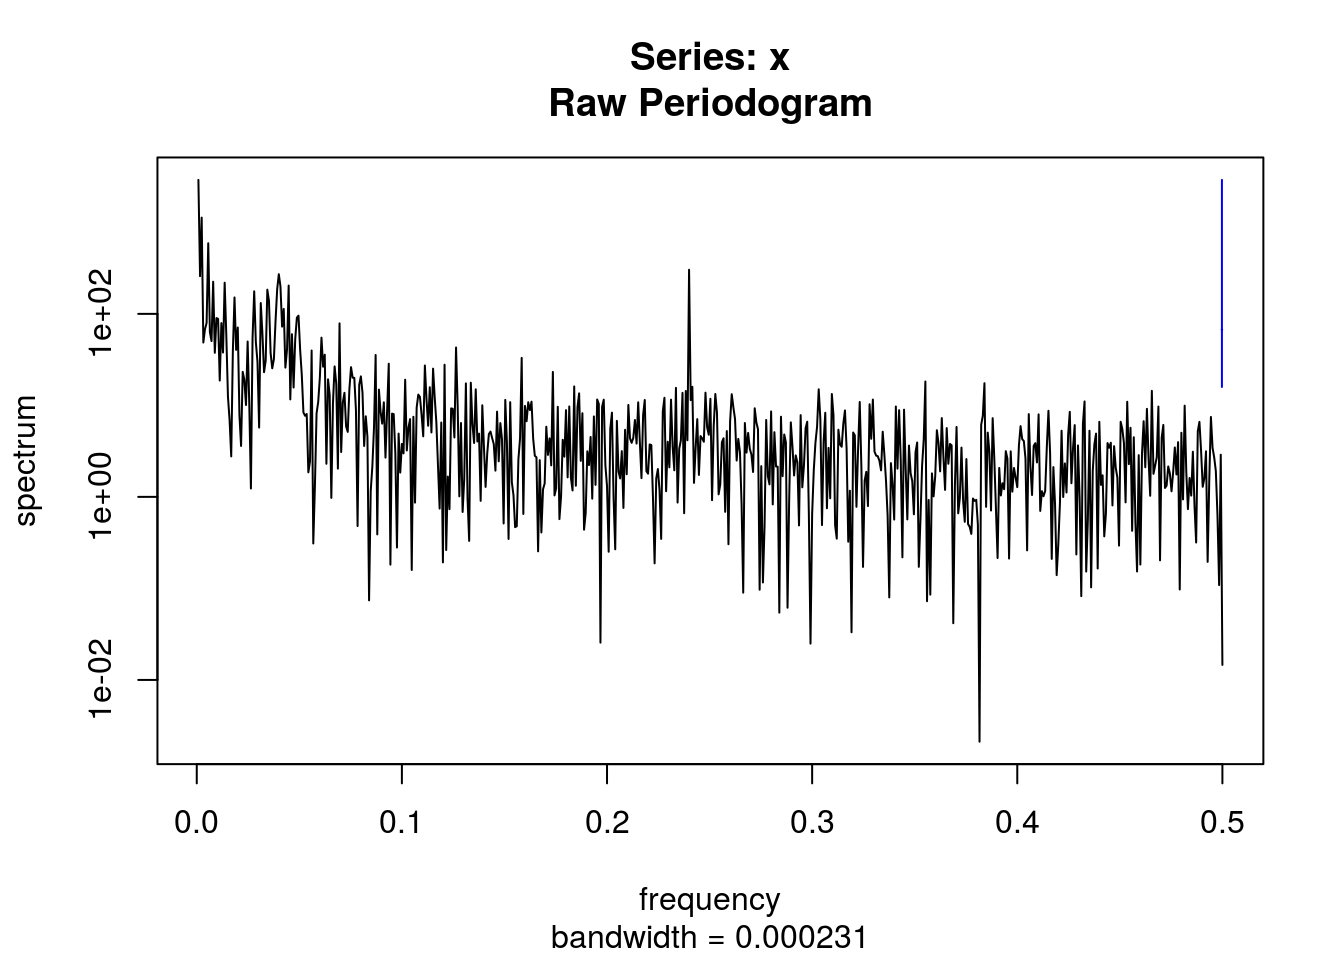 Series: x
Raw Periodogram
spectrum
1e+02
1e+00
1e-02
0.0 0.1 0.2 0.3 0.4 0.5
frequency
bandwidth = 0.000231